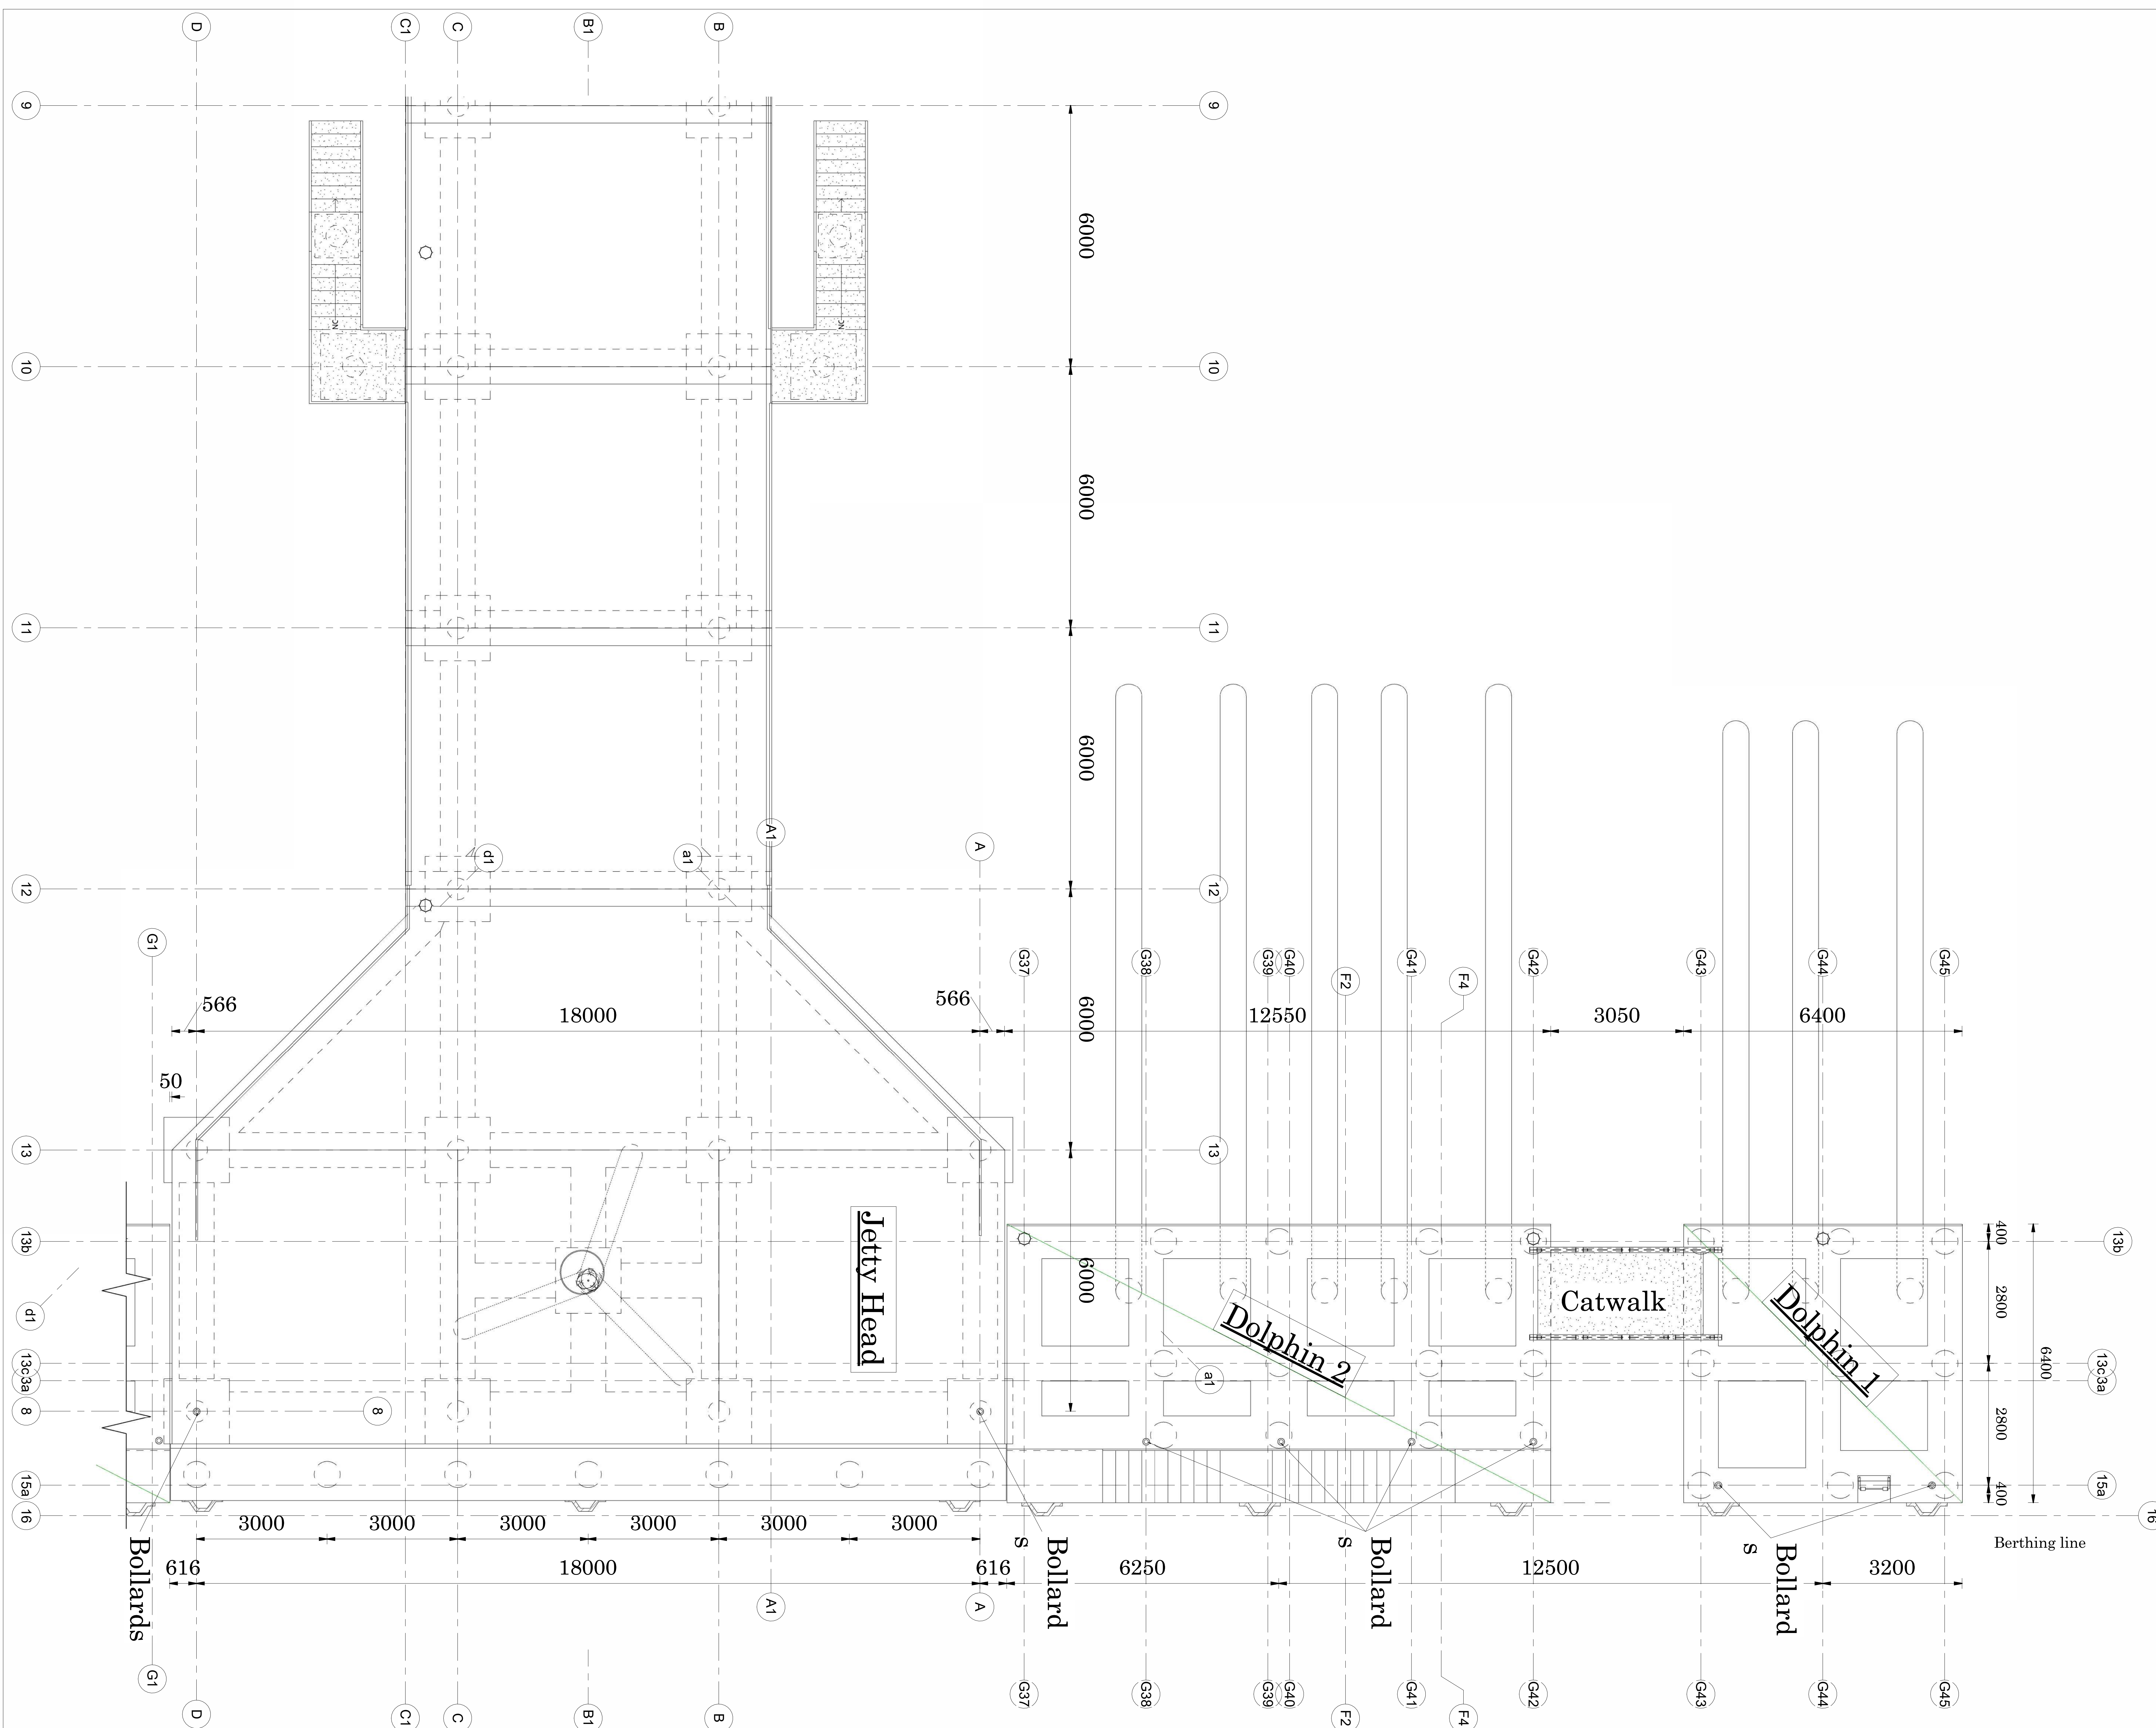 D
C1
C
B1
B
9
9
6000
DN
DN
10
10
6000
11
11
6000
A1
A
d1
a1
12
12
G1
G37
G38
G39
G40
F2
G41
F4
G42
G43
G44
G45
566
18000
566
6000
12550
3050
6400
50
13
13
13b
Jetty Head
6000
400
13b
2800
6400
Catwalk
Dolphin 2
Dolphin 1
d1
13c3a
a1
13c3a
8
8
2800
15a
400
15a
16
16
3000
3000
3000
3000
3000
3000
Berthing line
Bollards
Bollard
s
Bollard
s
Bollard
s
616
18000
616
6250
12500
3200
A1
A
G1
G37
G38
G39
G40
G41
G42
G43
G44
G45
D
C1
C
B1
B
F2
F4